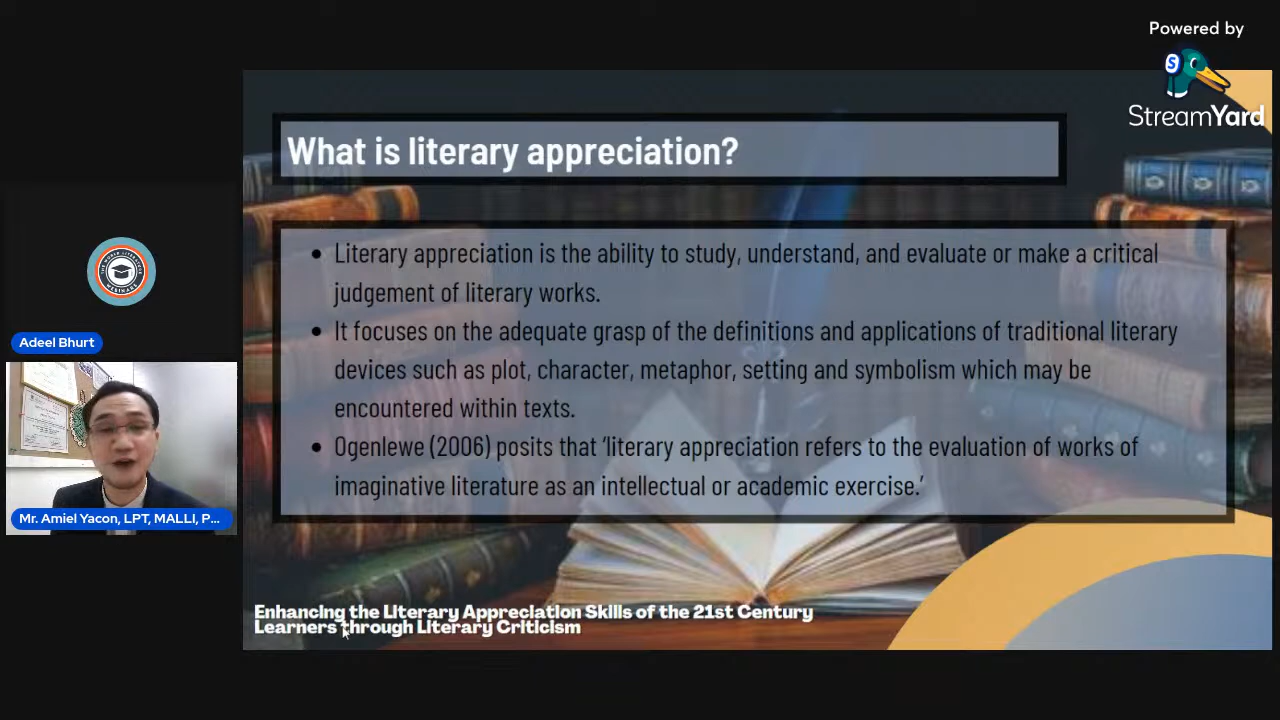 Powered by
StreamYard
What is literary appreciation?
• Literary appreciation is the ability to study, understand, and evaluate or make a critical
judgement of literary works.
• It focuses on the adequate grasp of the definitions and applications of traditional literary
devices such as plot, character, metaphor, setting and symbolism which may be
encountered within texts.
• Ogenlewe (2006) posits that ‘literary appreciation refers to the evaluation of works of
imaginative literature as an intellectual or academic exercise.’
Adeel Bhurt
Mr. Amiel Yacon, LPT, MALLI, P...
Enhancing the Literary Appreciation Skills of the 21st Century
Learners through Literary Criticism